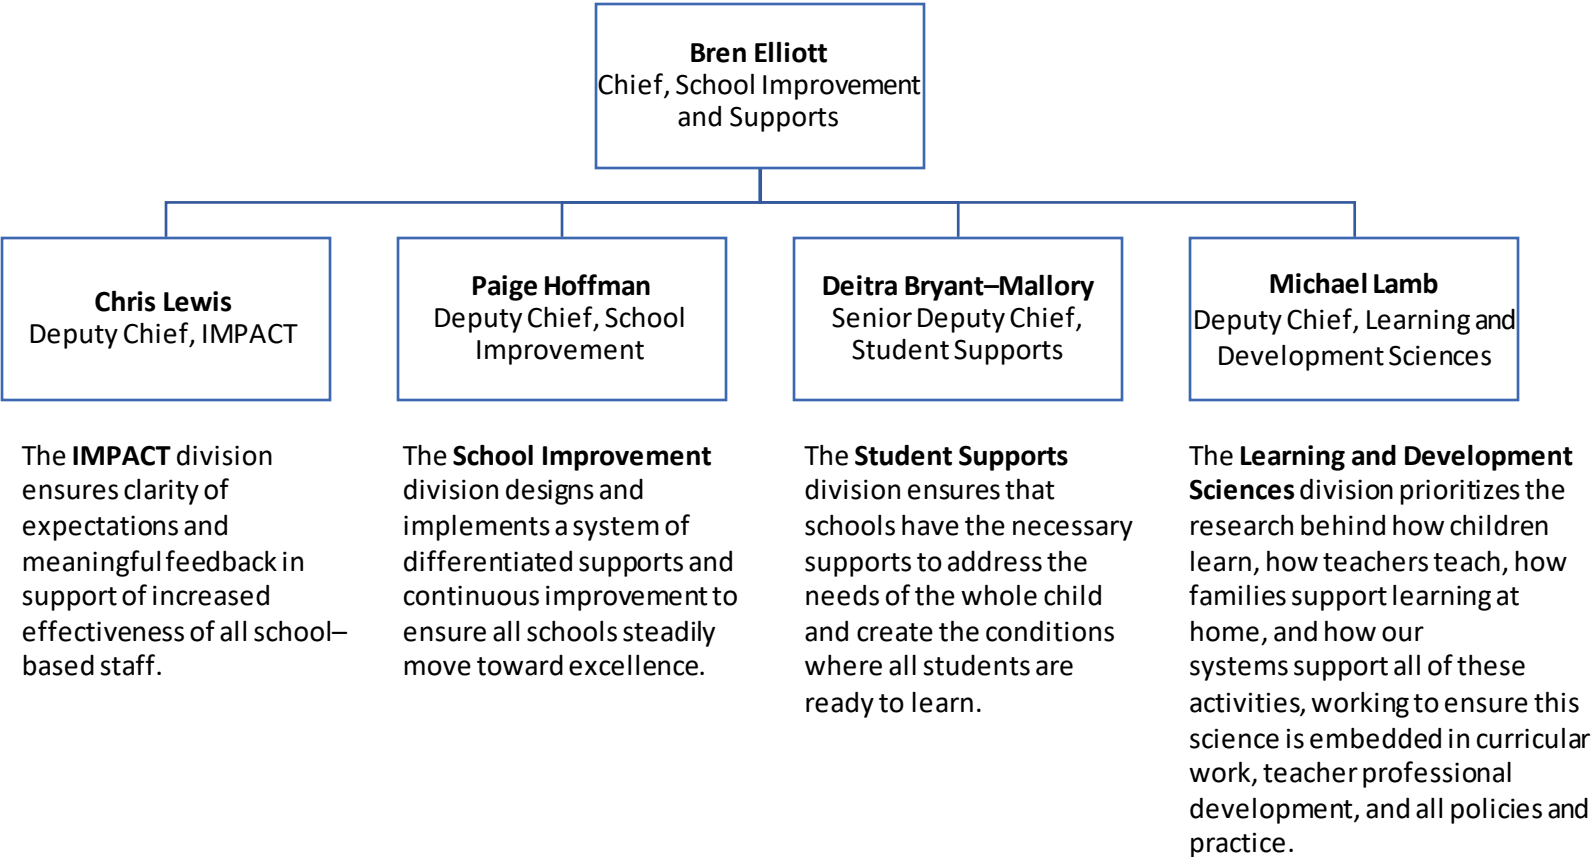 Bren Elliott
Chief, School Improvement
and Supports
Chris Lewis
Deputy Chief, IMPACT
Paige Hoffman
Deputy Chief, School
Improvement
Deitra Bryant–Mallory
Senior Deputy Chief,
Student Supports
Michael Lamb
Deputy Chief, Learning and
Development Sciences
The IMPACT division
ensures clarity of
expectations and
meaningful feedback in
support of increased
effectiveness of all school–
based staff.
The School Improvement
division designs and
implements a system of
differentiated supports and
continuous improvement to
ensure all schools steadily
move toward excellence.
The Student Supports
division ensures that
schools have the necessary
supports to address the
needs of the whole child
and create the conditions
where all students are
ready to learn.
The Learning and Development
Sciences division prioritizes the
research behind how children
learn, how teachers teach, how
families support learning at
home, and how our
systems support all of these
activities, working to ensure this
science is embedded in curricular
work, teacher professional
development, and all policies and
practice.